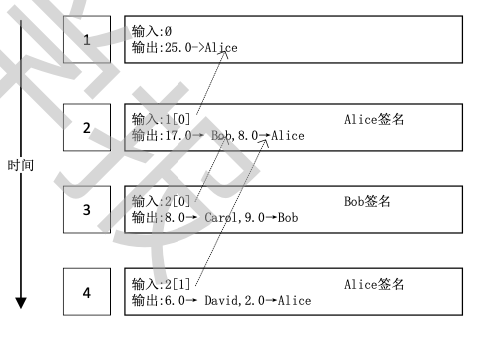 1
输入:Ø
输出:25.0->Alice
2
输入:1[0] Alice签名
输出:17.0→ Bob,8.0→Alice
时间
3
输入:2[0] Bob签名
输出:8.0→ Carol,9.0→Bob
4
输入:2[1] Alice签名
输出:6.0→ David,2.0→Alice
学报